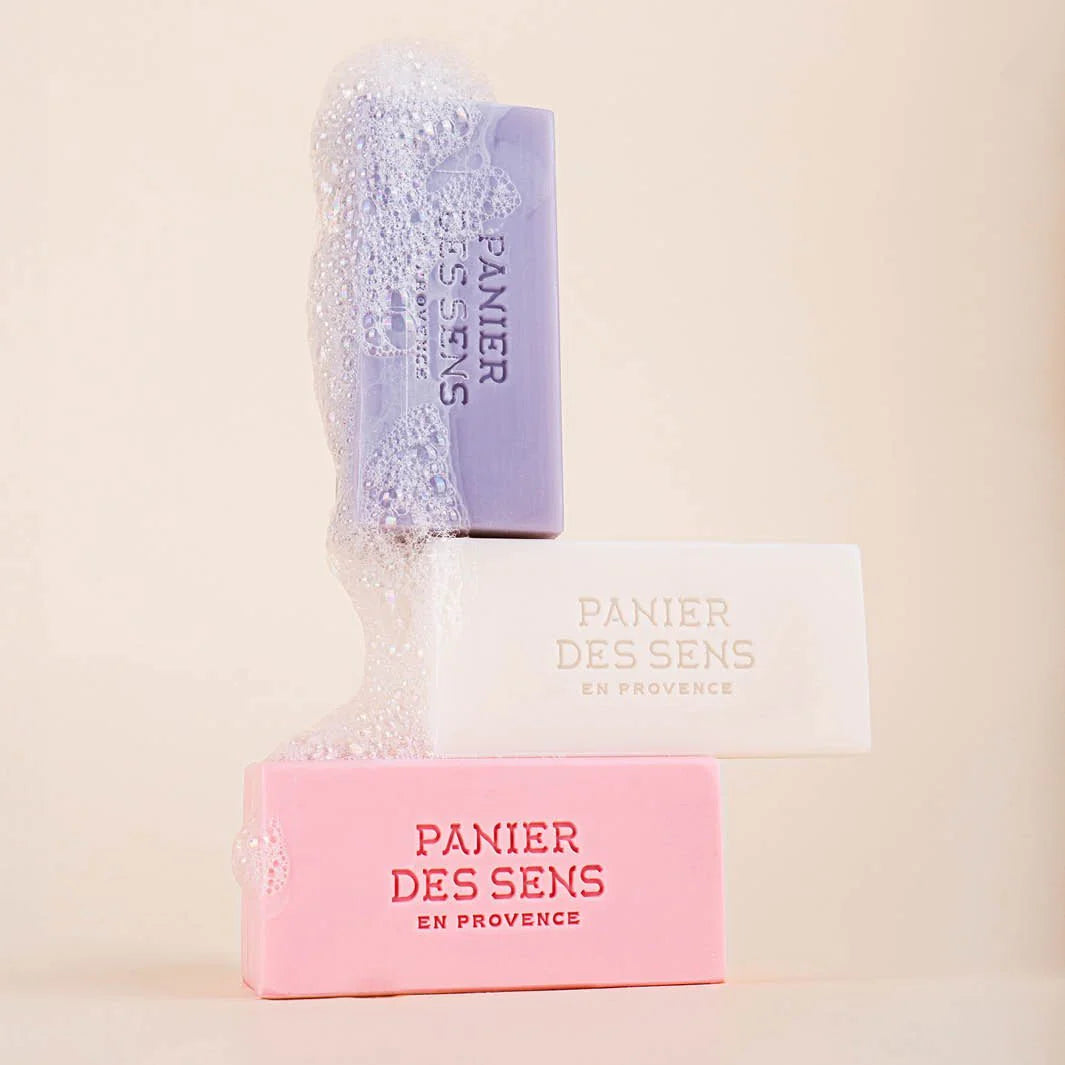 PANIER
DES SENS
PROVENCE
PANIER
DES SENS
EN PROVENCE
PANIER
DES SENS
EN PROVENCE